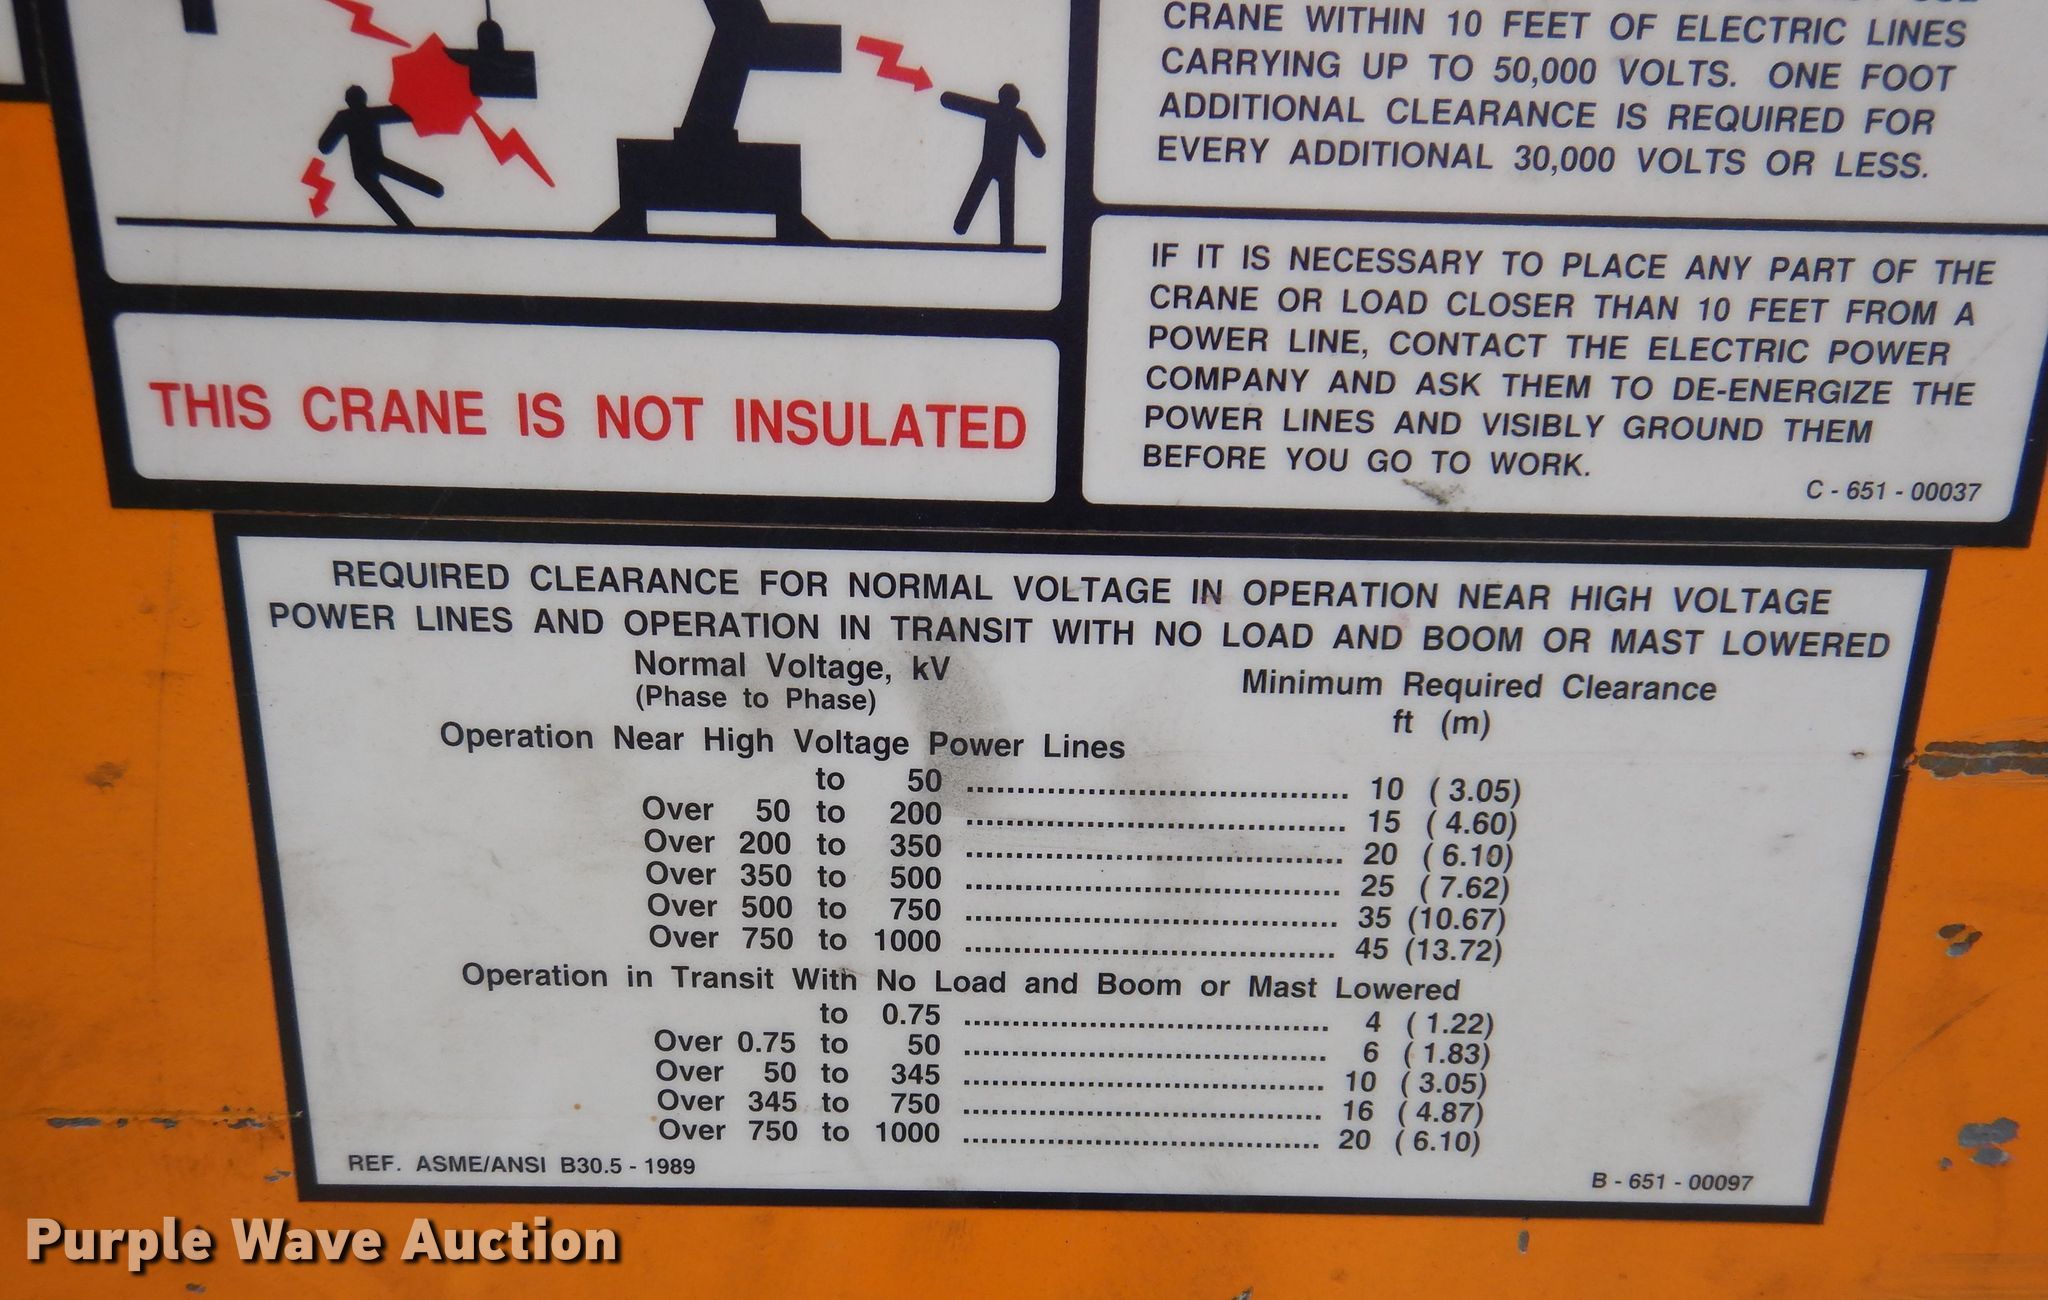 CRANE WITHIN 10 FEET OF ELECTRIC LINES
CARRYING UP TO 50,000 VOLTS. ONE FOOT
ADDITIONAL CLEARANCE IS REQUIRED FOR
EVERY ADDITIONAL 30,000 VOLTS OR LESS.
IF IT IS NECESSARY TO PLACE ANY PART OF THE
CRANE OR LOAD CLOSER THAN 10 FEET FROM A
POWER LINE, CONTACT THE ELECTRIC POWER
COMPANY AND ASK THEM TO DE-ENERGIZE THE
POWER LINES AND VISIBLY GROUND THEM
BEFORE YOU GO TO WORK.
C - 651 - 00037
THIS CRANE IS NOT INSULATED
REQUIRED CLEARANCE FOR NORMAL VOLTAGE IN OPERATION NEAR HIGH VOLTAGE
POWER LINES AND OPERATION IN TRANSIT WITH NO LOAD AND BOOM OR MAST LOWERED
Normal Voltage, kV Minimum Required Clearance
(Phase to Phase) ft (m)
Operation Near High Voltage Power Lines
to 50 ........................................ 10 ( 3.05)
Over 50 to 200 ........................................ 15 ( 4.60)
Over 200 to 350 ........................................ 20 ( 6.10)
Over 350 to 500 ........................................ 25 ( 7.62)
Over 500 to 750 ........................................ 35 (10.67)
Over 750 to 1000 ........................................ 45 (13.72)
Operation in Transit With No Load and Boom or Mast Lowered
to 0.75 ........................................ 4 ( 1.22)
Over 0.75 to 50 ........................................ 6 ( 1.83)
Over 50 to 345 ........................................ 10 ( 3.05)
Over 345 to 750 ........................................ 16 ( 4.87)
Over 750 to 1000 ........................................ 20 ( 6.10)
REF. ASME/ANSI B30.5 - 1989
B - 651 - 00097
Purple Wave Auction